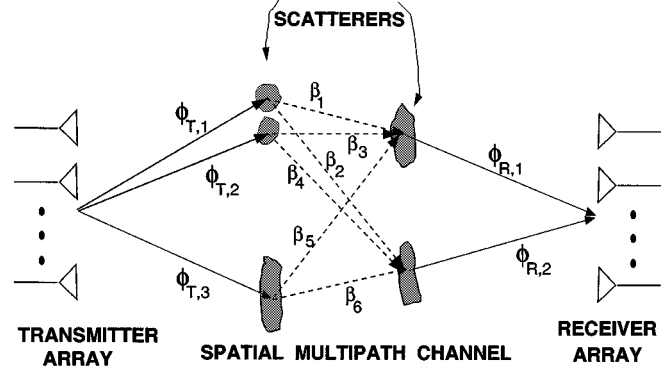 SCATTERERS
β₁
ϕT,1
β₃
β₂
ϕR,1
ϕT,2
β₄
β₅
ϕR,2
ϕT,3
β₆
TRANSMITTER
ARRAY
SPATIAL MULTIPATH CHANNEL
RECEIVER
ARRAY